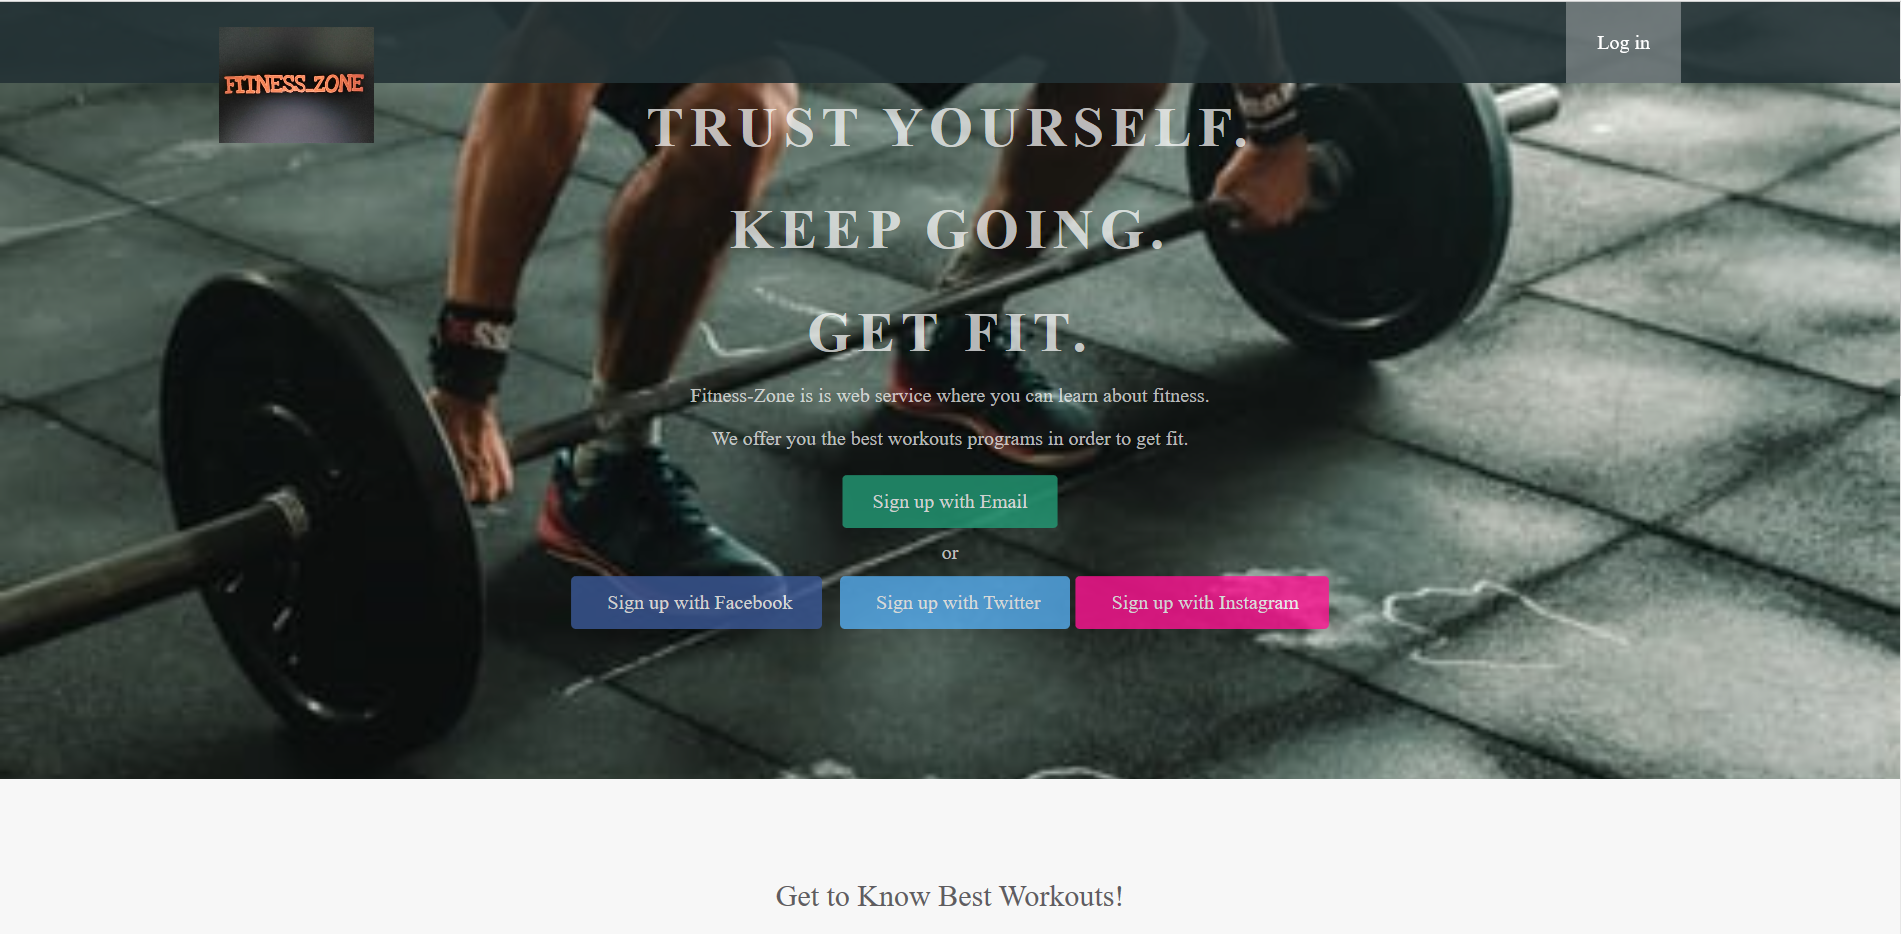 Log in
FITNESS_ZONE
TRUST YOURSELF.
KEEP GOING.
GET FIT.
Fitness-Zone is is web service where you can learn about fitness.
We offer you the best workouts programs in order to get fit.
Sign up with Email
or
Sign up with Facebook
Sign up with Twitter
Sign up with Instagram
Get to Know Best Workouts!